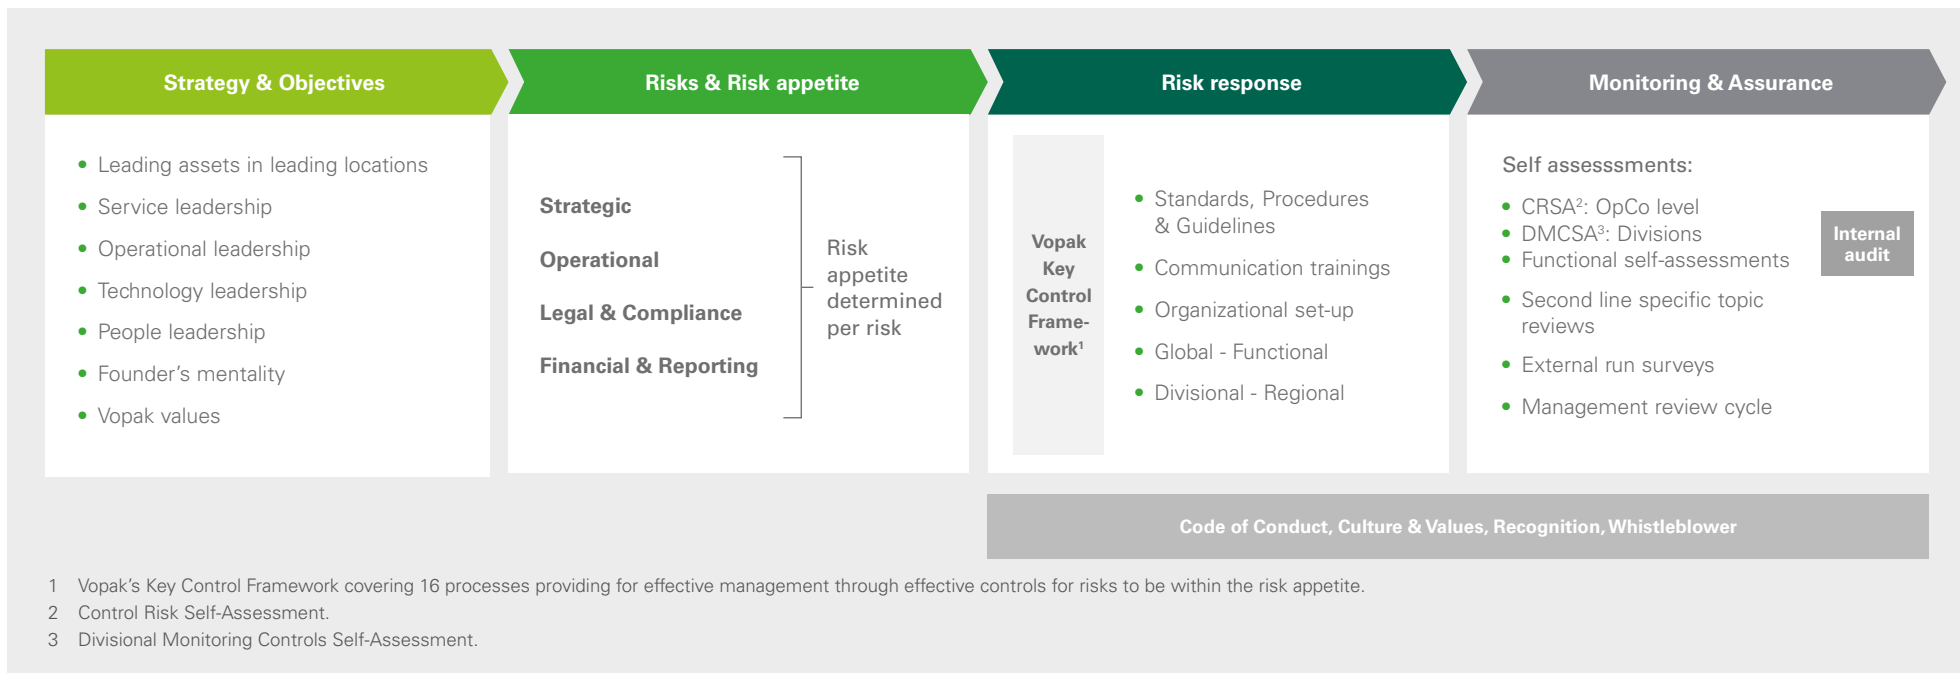 Strategy & Objectives
Leading assets in leading locations
Service leadership
Operational leadership
Technology leadership
People leadership
Founder's mentality
Vopak values
Risks & Risk appetite
Strategic
Operational
Legal & Compliance
Financial & Reporting
Risk
appetite
determined
per risk
Risk response
Vopak
Key
Control
Frame-
work¹
Standards, Procedures
& Guidelines
Communication trainings
Organizational set-up
Global - Functional
Divisional - Regional
Monitoring & Assurance
Self assesssments:
CRSA²: OpCo level
DMCSA³: Divisions
Functional self-assessments
Second line specific topic
reviews
External run surveys
Management review cycle
Internal
audit
Code of Conduct, Culture & Values, Recognition, Whistleblower
1 Vopak's Key Control Framework covering 16 processes providing for effective management through effective controls for risks to be within the risk appetite.
2 Control Risk Self-Assessment.
3 Divisional Monitoring Controls Self-Assessment.